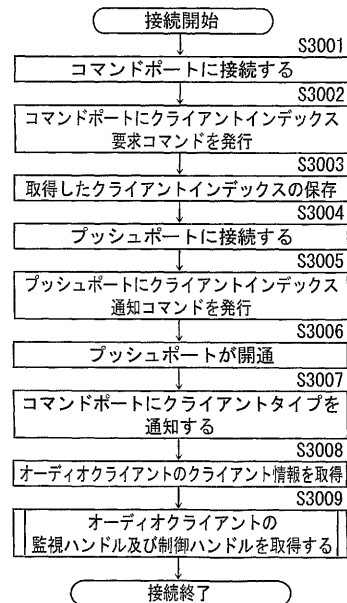 接続開始
S3001
コマンドポートに接続する
S3002
コマンドポートにクライアントインデックス
要求コマンドを発行
S3003
取得したクライアントインデックスの保存
S3004
プッシュポートに接続する
S3005
プッシュポートにクライアントインデックス
通知コマンドを発行
S3006
プッシュポートが開通
S3007
コマンドポートにクライアントタイプを
通知する
S3008
オーディオクライアントのクライアント情報を取得
S3009
オーディオクライアントの
監視ハンドル及び制御ハンドルを取得する
接続終了